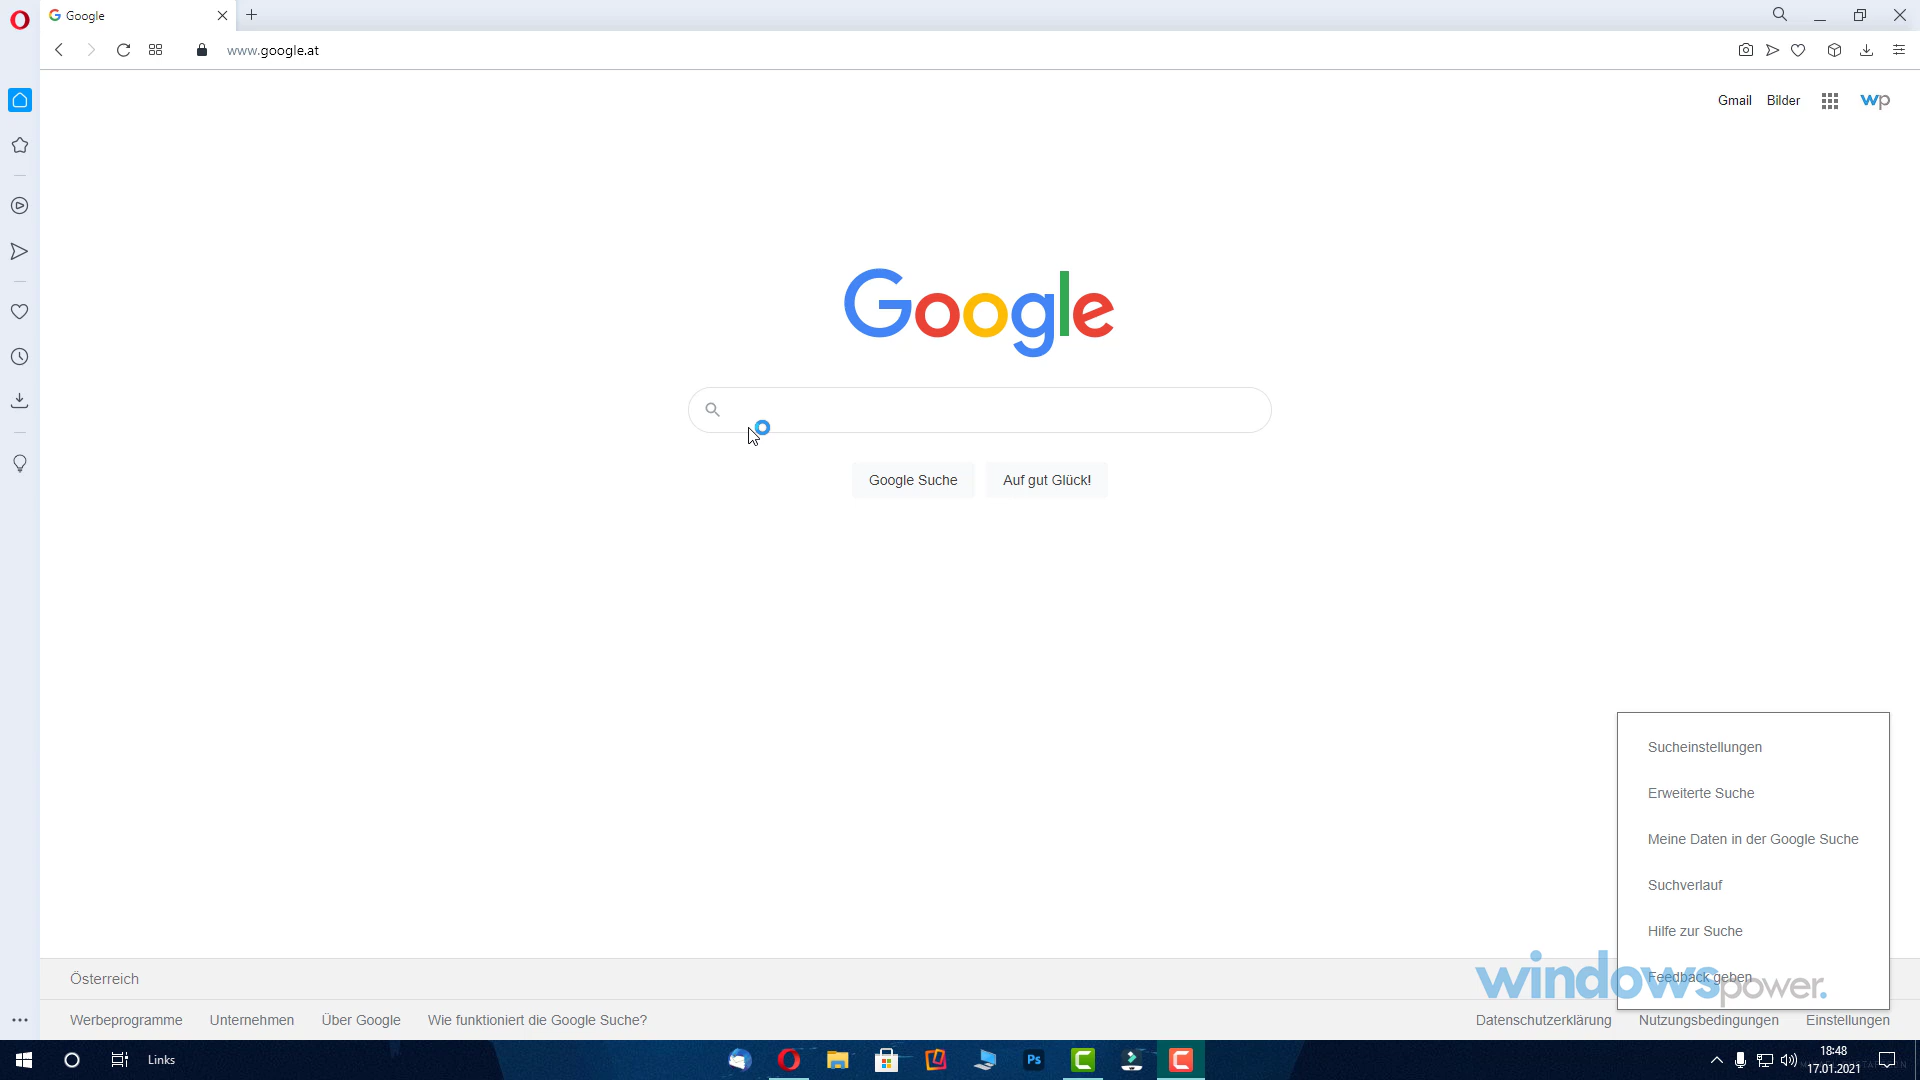 Google
www.google.at
Gmail Bilder wp
Google
Google Suche Auf gut Glück!
Sucheinstellungen
Erweiterte Suche
Meine Daten in der Google Suche
Suchverlauf
Hilfe zur Suche
Feedback geben
windowspower.
Österreich
Werbeprogramme Unternehmen Über Google Wie funktioniert die Google Suche? Datenschutzerklärung Nutzungsbedingungen Einstellungen
Links
Ps
18:48
17.01.2021